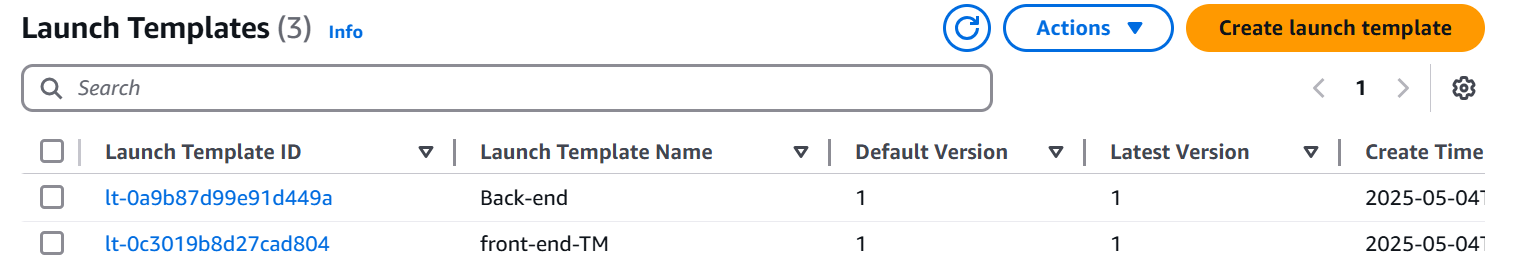 Launch Templates (3) Info Actions Create launch template
Search 1
Launch Template ID Launch Template Name Default Version Latest Version Create Time
lt-0a9b87d99e91d449a Back-end 1 1 2025-05-04T
lt-0c3019b8d27cad804 front-end-TM 1 1 2025-05-04T